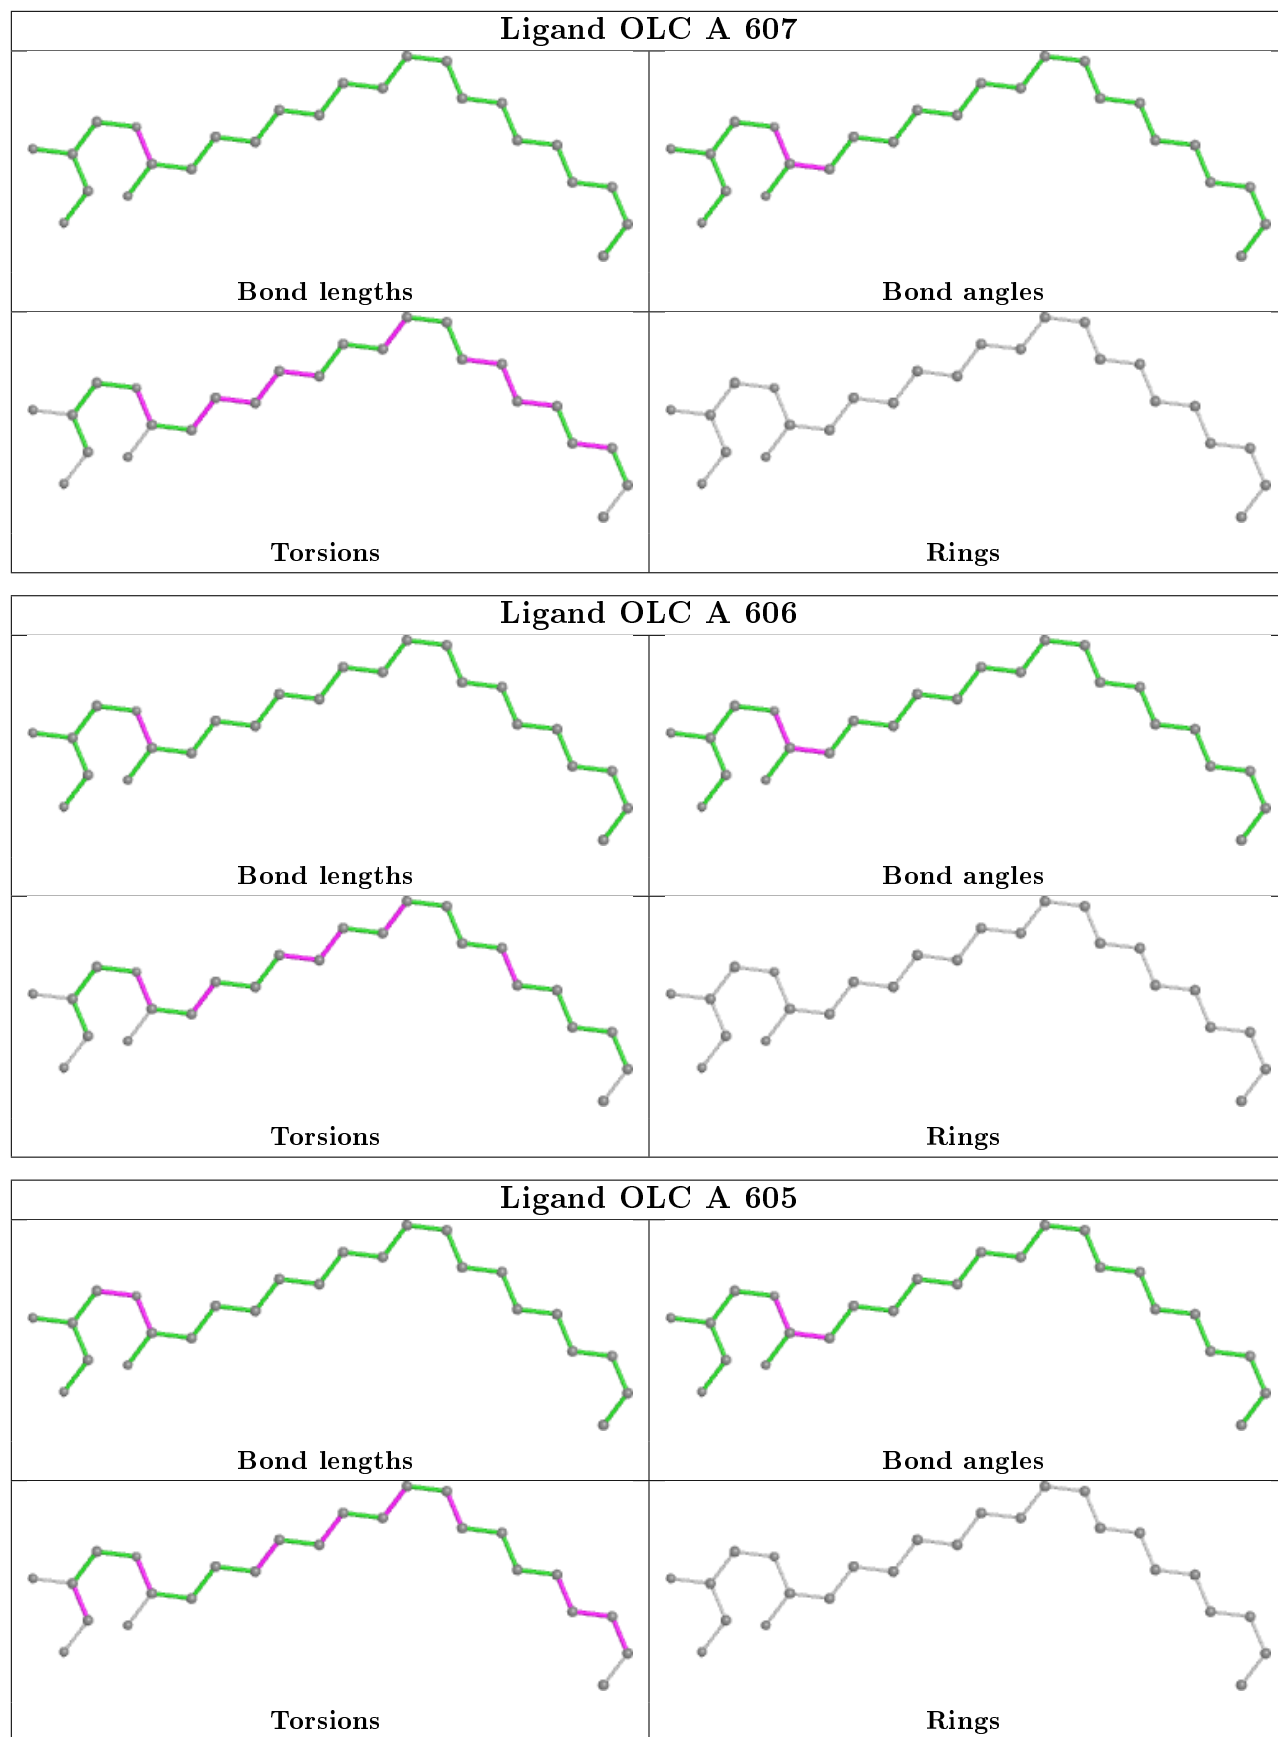 Ligand OLC A 607
Bond lengths
Bond angles
Torsions
Rings
Ligand OLC A 606
Bond lengths
Bond angles
Torsions
Rings
Ligand OLC A 605
Bond lengths
Bond angles
Torsions
Rings